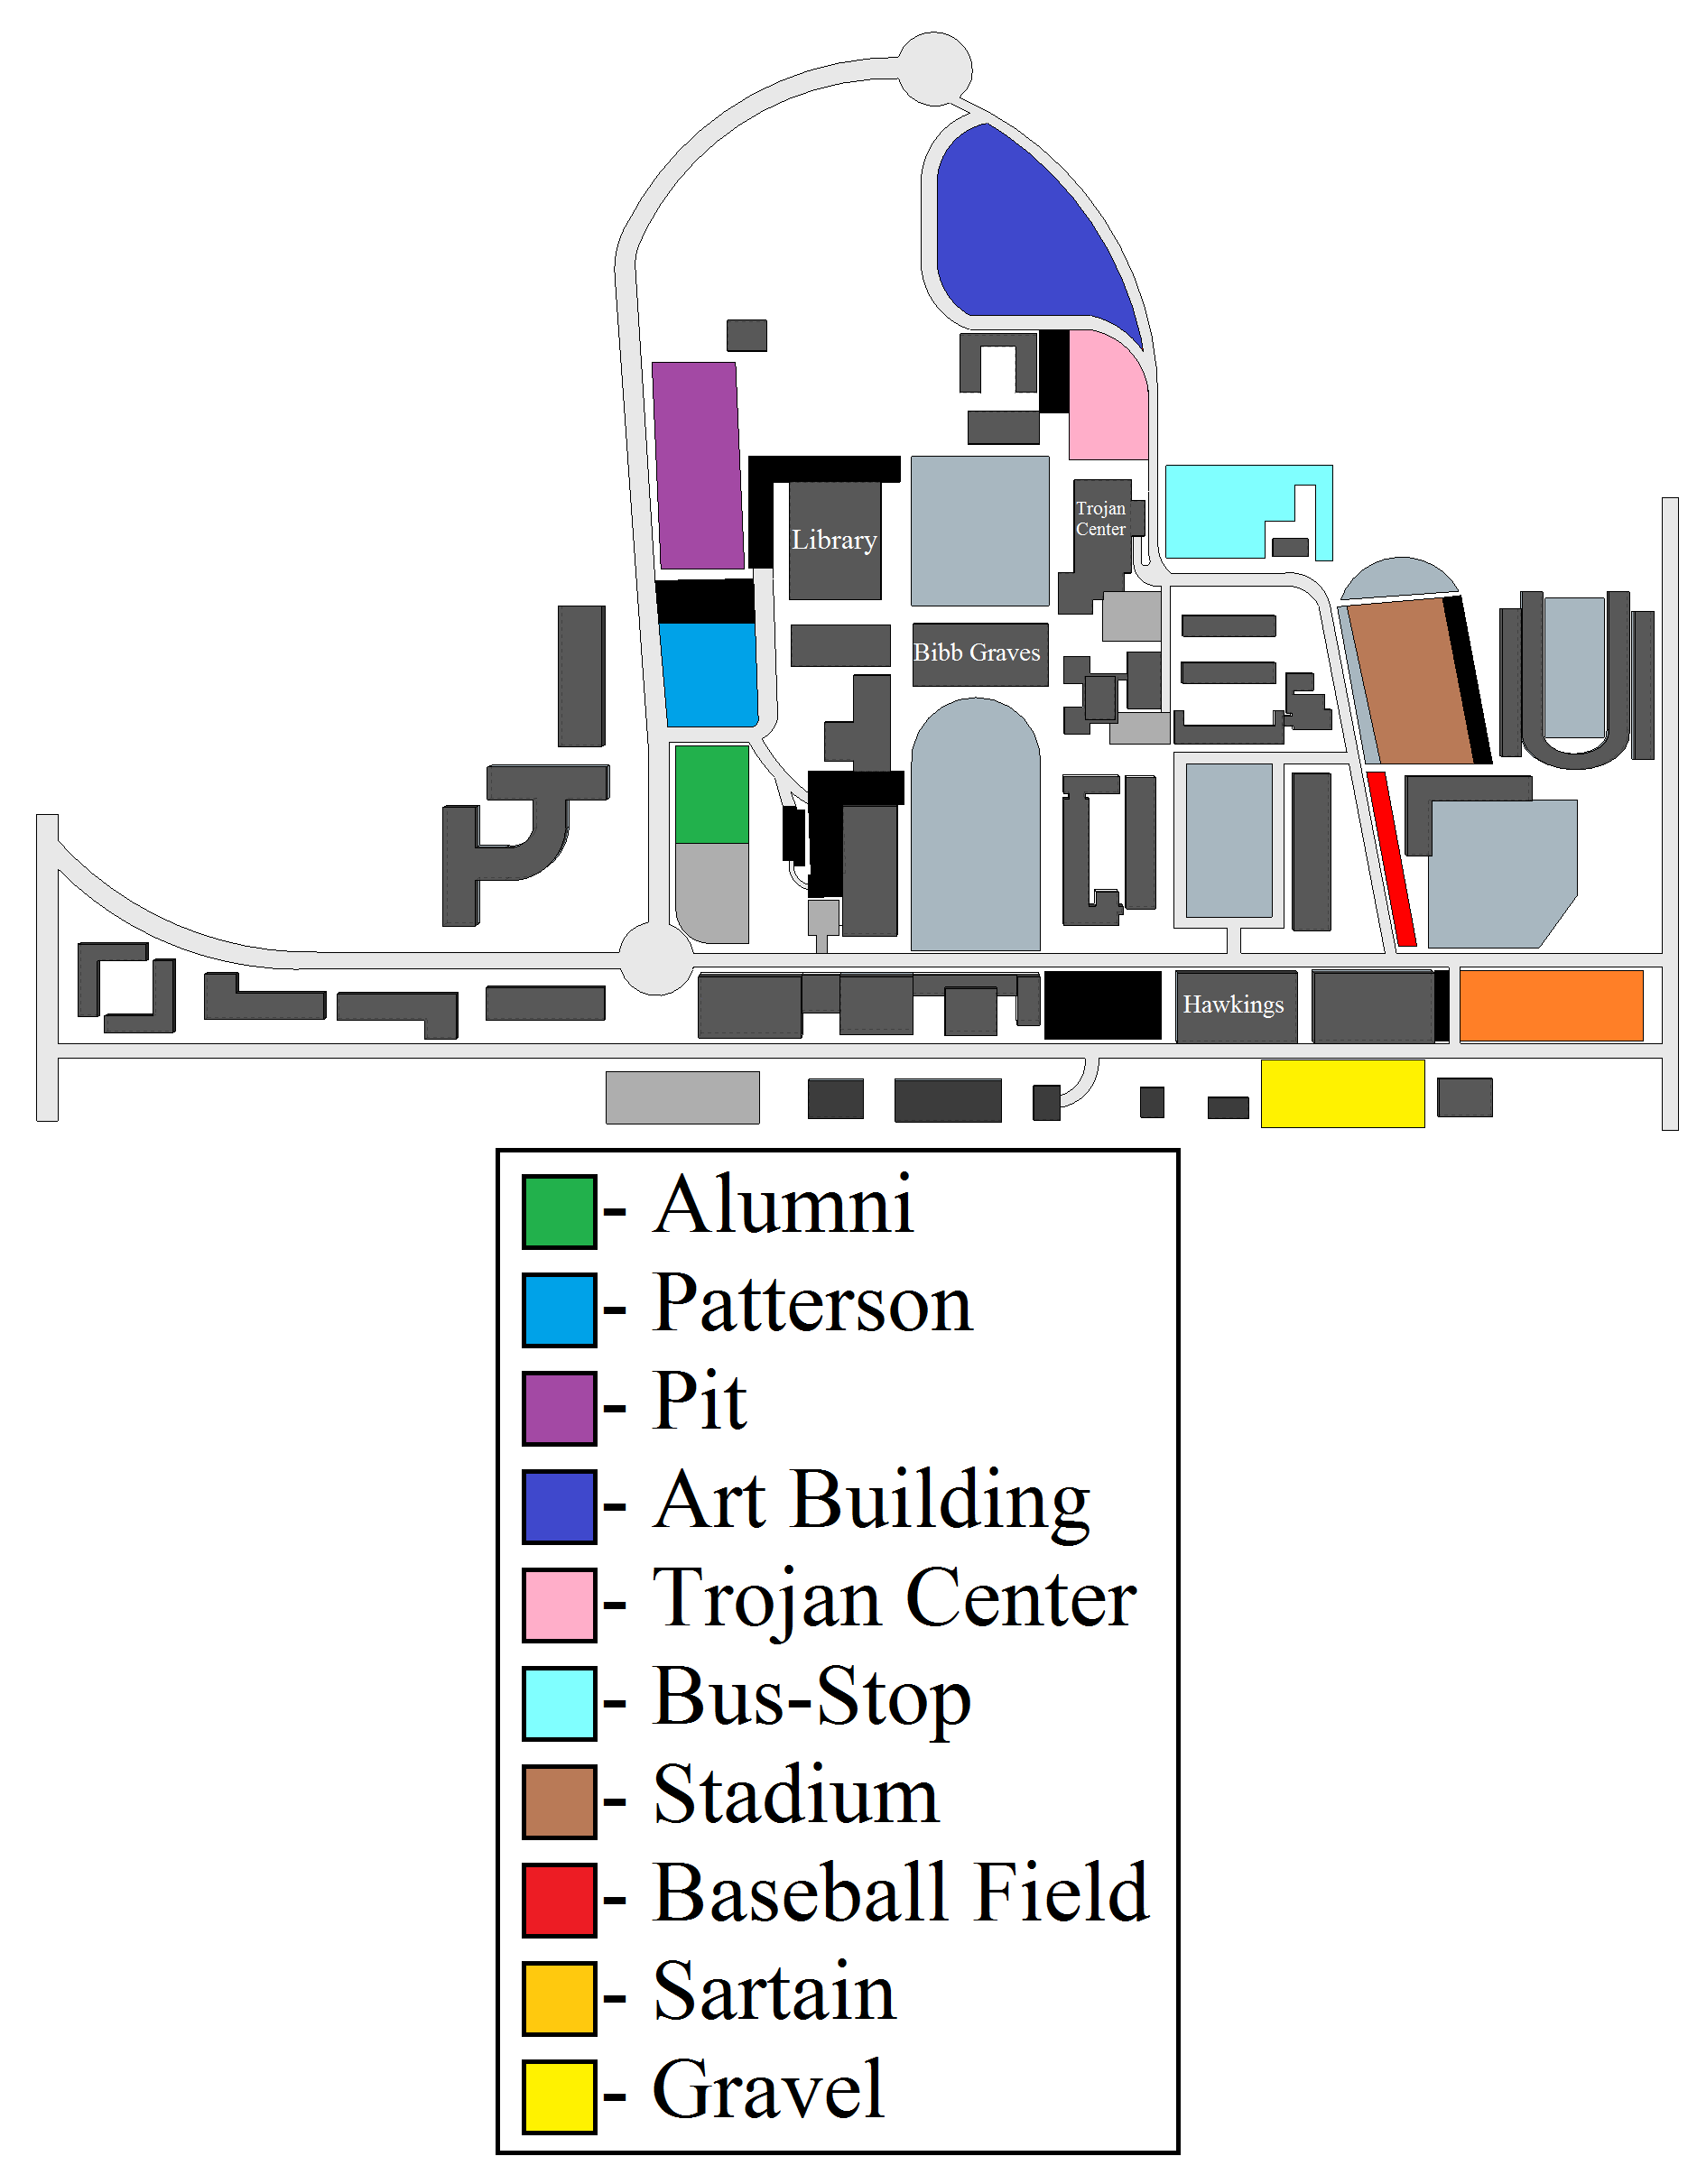 Trojan
Center
Library
Bibb Graves
Hawkings
- Alumni
- Patterson
- Pit
- Art Building
- Trojan Center
- Bus-Stop
- Stadium
- Baseball Field
- Sartain
- Gravel